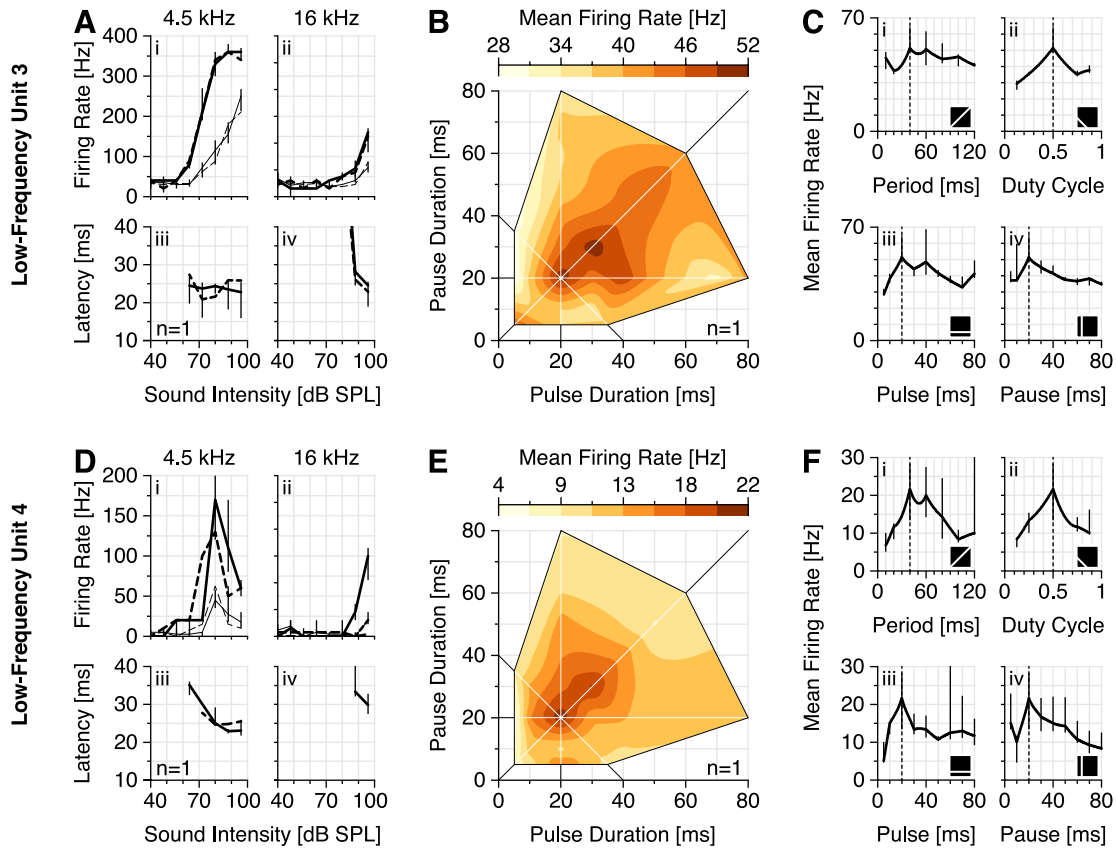 Low-Frequency Unit 3
A
4.5 kHz
16 kHz
Firing Rate [Hz]
400
300
200
100
0
i
ii
Latency [ms]
40
30
20
10
iii
iv
n=1
40 70 100
40 70 100
Sound Intensity [dB SPL]
B
Mean Firing Rate [Hz]
28 34 40 46 52
Pause Duration [ms]
80
60
40
20
0
0 20 40 60 80
n=1
Pulse Duration [ms]
C
Mean Firing Rate [Hz]
70
0
i
ii
0 60 120
0 0.5 1
Period [ms]
Duty Cycle
70
0
iii
iv
0 40 80
0 40 80
Pulse [ms]
Pause [ms]
Low-Frequency Unit 4
D
4.5 kHz
16 kHz
Firing Rate [Hz]
200
150
100
50
0
i
ii
Latency [ms]
40
30
20
10
iii
iv
n=1
40 70 100
40 70 100
Sound Intensity [dB SPL]
E
Mean Firing Rate [Hz]
4 9 13 18 22
Pause Duration [ms]
80
60
40
20
0
0 20 40 60 80
n=1
Pulse Duration [ms]
F
Mean Firing Rate [Hz]
30
20
10
0
i
ii
0 60 120
0 0.5 1
Period [ms]
Duty Cycle
30
20
10
0
iii
iv
0 40 80
0 40 80
Pulse [ms]
Pause [ms]